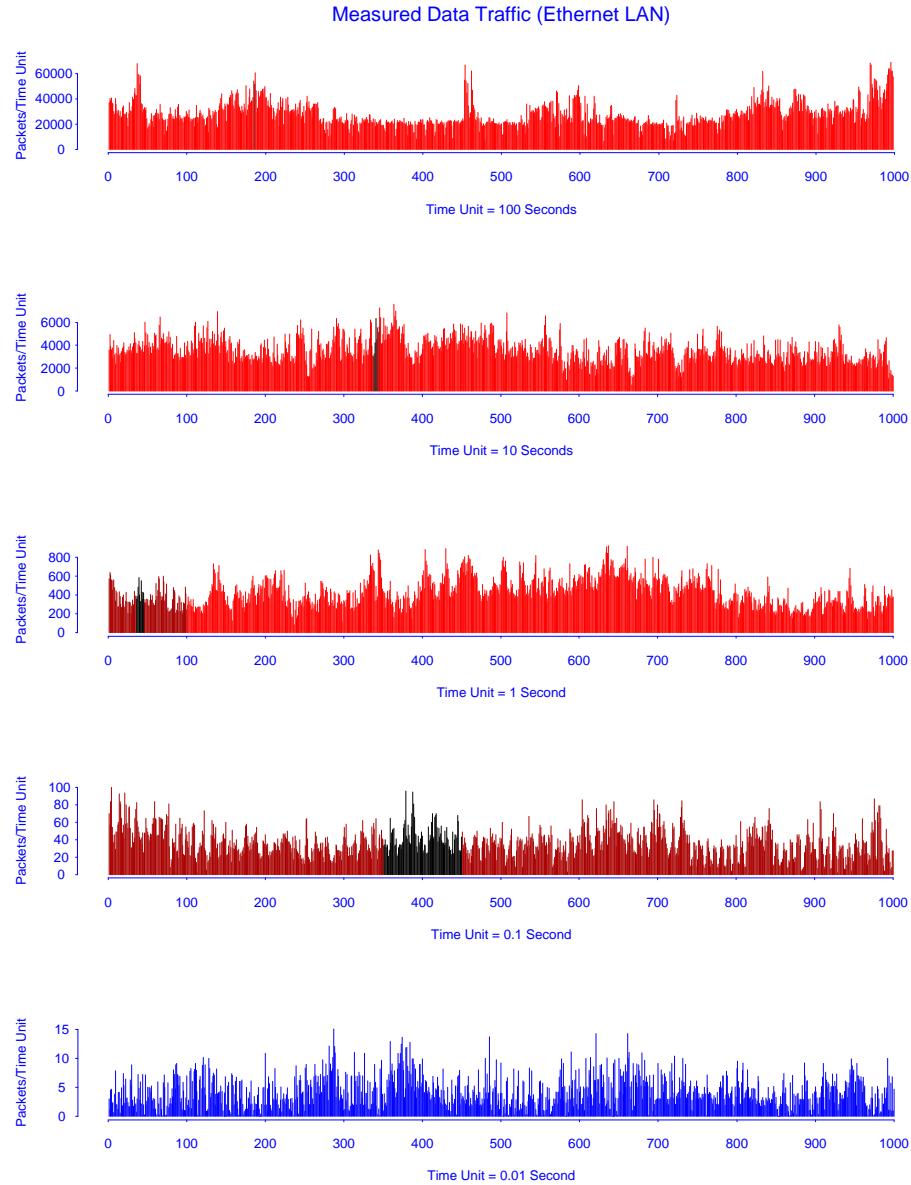 Measured Data Traffic (Ethernet LAN)
Packets/Time Unit
60000
40000
20000
0
0 100 200 300 400 500 600 700 800 900 1000
Time Unit = 100 Seconds
Packets/Time Unit
6000
4000
2000
0
0 100 200 300 400 500 600 700 800 900 1000
Time Unit = 10 Seconds
Packets/Time Unit
800
600
400
200
0
0 100 200 300 400 500 600 700 800 900 1000
Time Unit = 1 Second
Packets/Time Unit
100
80
60
40
20
0
0 100 200 300 400 500 600 700 800 900 1000
Time Unit = 0.1 Second
Packets/Time Unit
15
10
5
0
0 100 200 300 400 500 600 700 800 900 1000
Time Unit = 0.01 Second